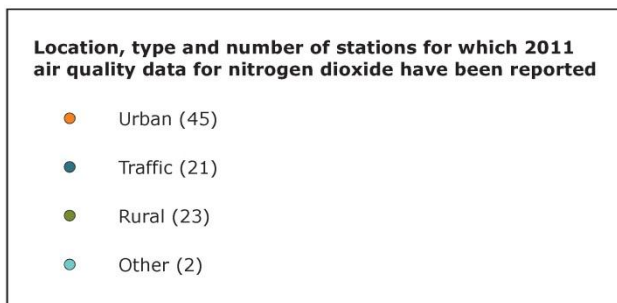 Location, type and number of stations for which 2011
air quality data for nitrogen dioxide have been reported
Urban (45)
Traffic (21)
Rural (23)
Other (2)